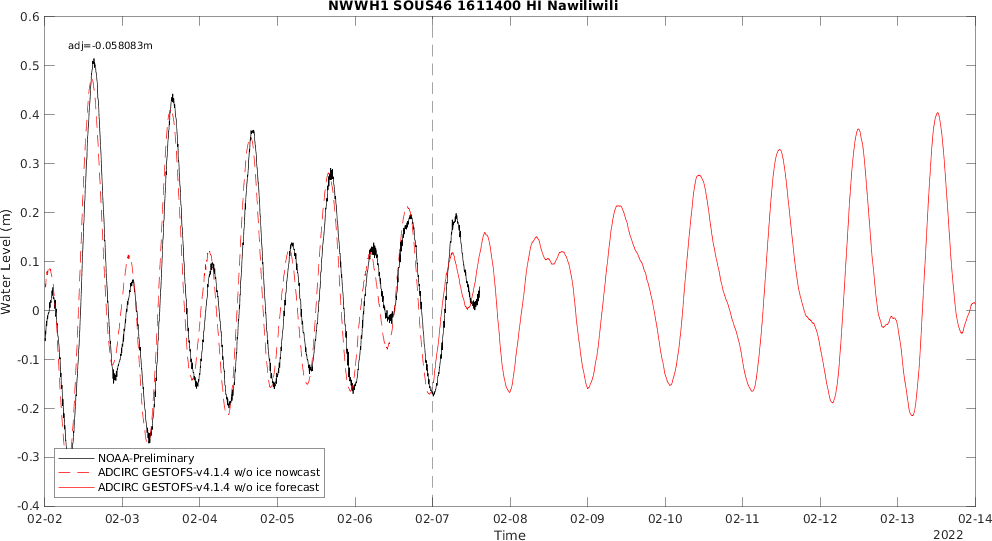 NWWH1 SOUS46 1611400 HI Nawiliwili
adj=-0.058083m
Water Level (m)
0.6
0.5
0.4
0.3
0.2
0.1
0
-0.1
-0.2
-0.3
-0.4
NOAA-Preliminary
ADCIRC GESTOFS-v4.1.4 w/o ice nowcast
ADCIRC GESTOFS-v4.1.4 w/o ice forecast
02-02 02-03 02-04 02-05 02-06 02-07 02-08 02-09 02-10 02-11 02-12 02-13 02-14
Time
2022